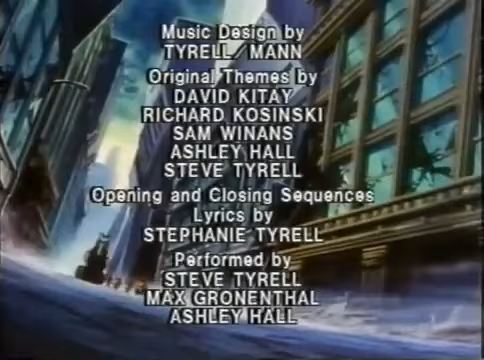 Music Design by
TYRELL/MANN
Original Themes by
DAVID KITAY
RICHARD KOSINSKI
SAM WINANS
ASHLEY HALL
STEVE TYRELL
Opening and Closing Sequences
Lyrics by
STEPHANIE TYRELL
Performed by
STEVE TYRELL
MAX GRONENTHAL
ASHLEY HALL